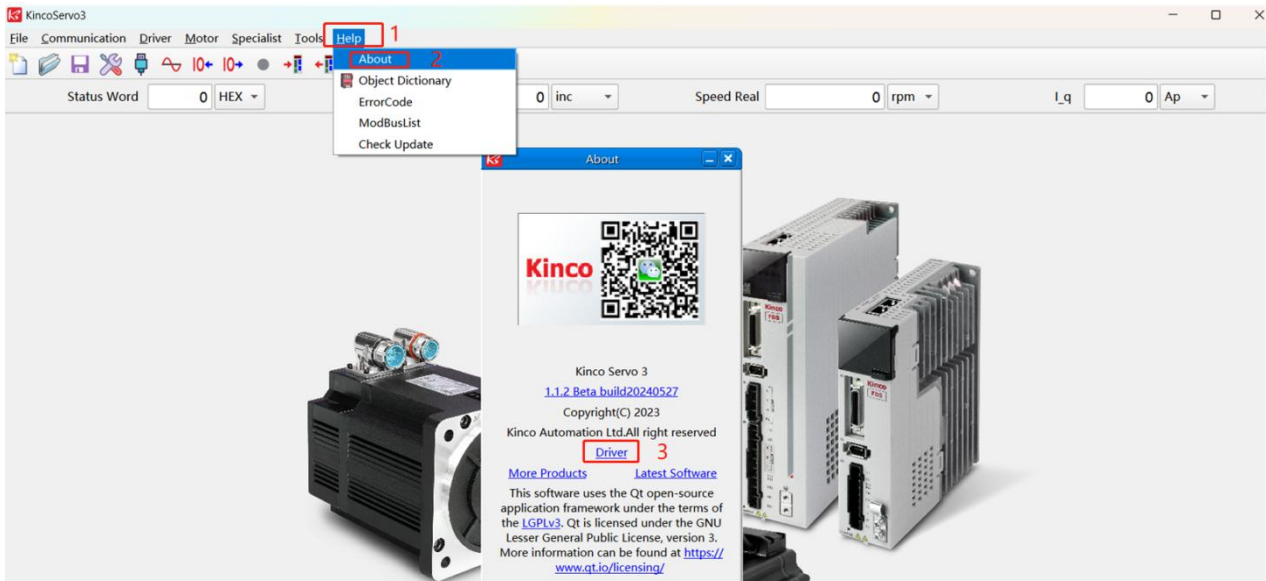 KincoServo3
File Communication Driver Motor Specialist Tools Help 1
About 2
Object Dictionary
ErrorCode
ModBusList
Check Update
Status Word 0 HEX 0 inc Speed Real 0 rpm I_q 0 Ap
About
Kinco
Kinco Servo 3
1.1.2 Beta build20240527
Copyright(C) 2023
Kinco Automation Ltd.All right reserved
Driver 3
More Products Latest Software
This software uses the Qt open-source
application framework under the terms of
the LGPLv3. Qt is licensed under the GNU
Lesser General Public License, version 3.
More information can be found at https://
www.qt.io/licensing/
Kinco
FD5
Kinco
FD5